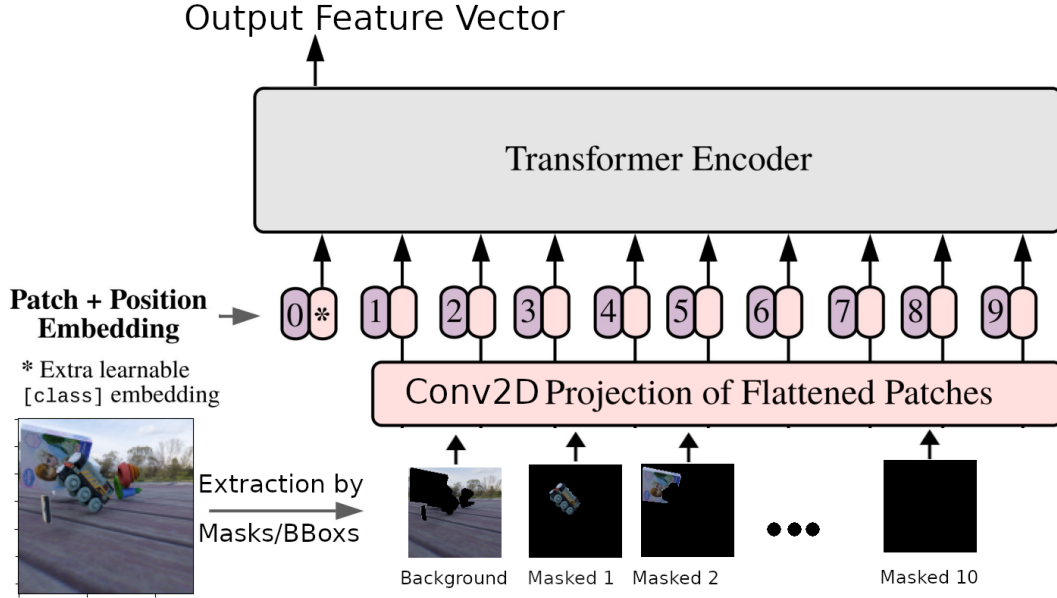 Output Feature Vector
Transformer Encoder
Patch + Position
Embedding
0 * 1 2 3 4 5 6 7 8 9
* Extra learnable
[class] embedding
Conv2D Projection of Flattened Patches
Extraction by
Masks/BBoxs
Background Masked 1 Masked 2 Masked 10